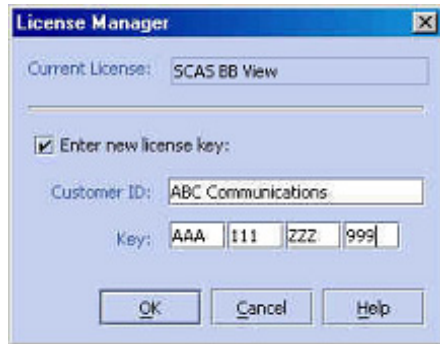 License Manager
Current License: SCAS BB View
Enter new license key:
Customer ID: ABC Communications
Key: AAA 111 ZZZ 999
OK Cancel Help